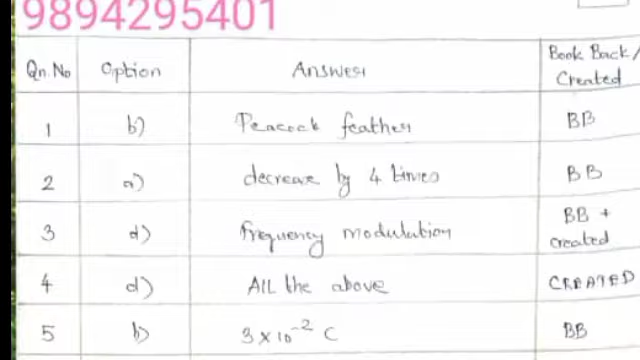 9894295401
Qn. No Option Answer Book Back/ Created
1 b) Peacock feather BB
2 a) decrease by 4 times BB
3 d) frequency modulation BB + created
4 d) All the above CREATED
5 b) 3 × 10⁻² C BB